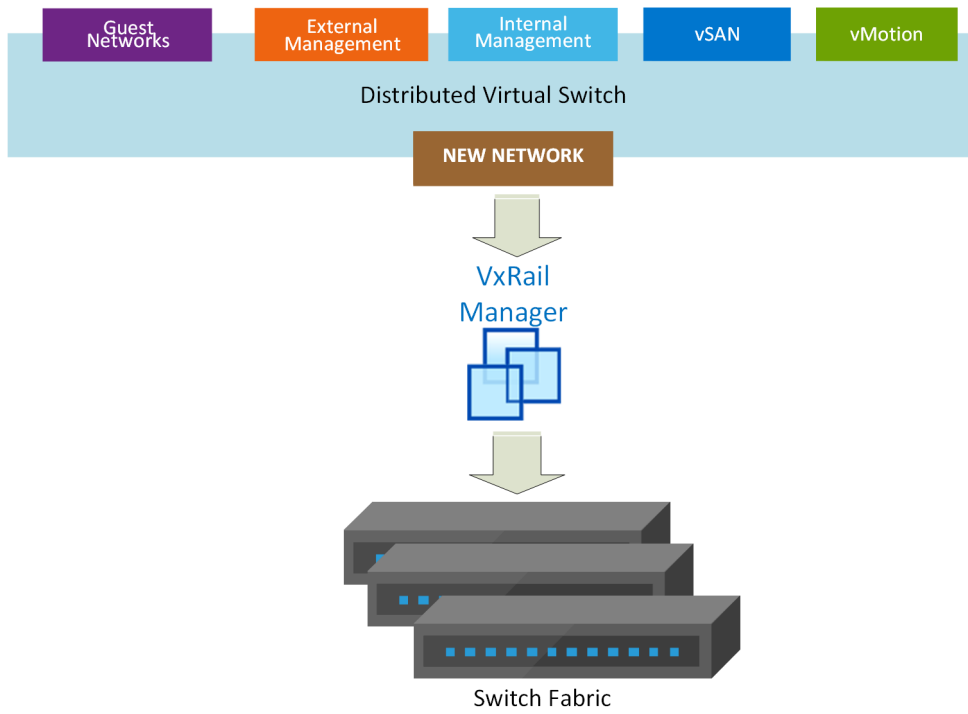 Guest
Networks
External
Management
Internal
Management
vSAN
vMotion
Distributed Virtual Switch
NEW NETWORK
VxRail
Manager
Switch Fabric